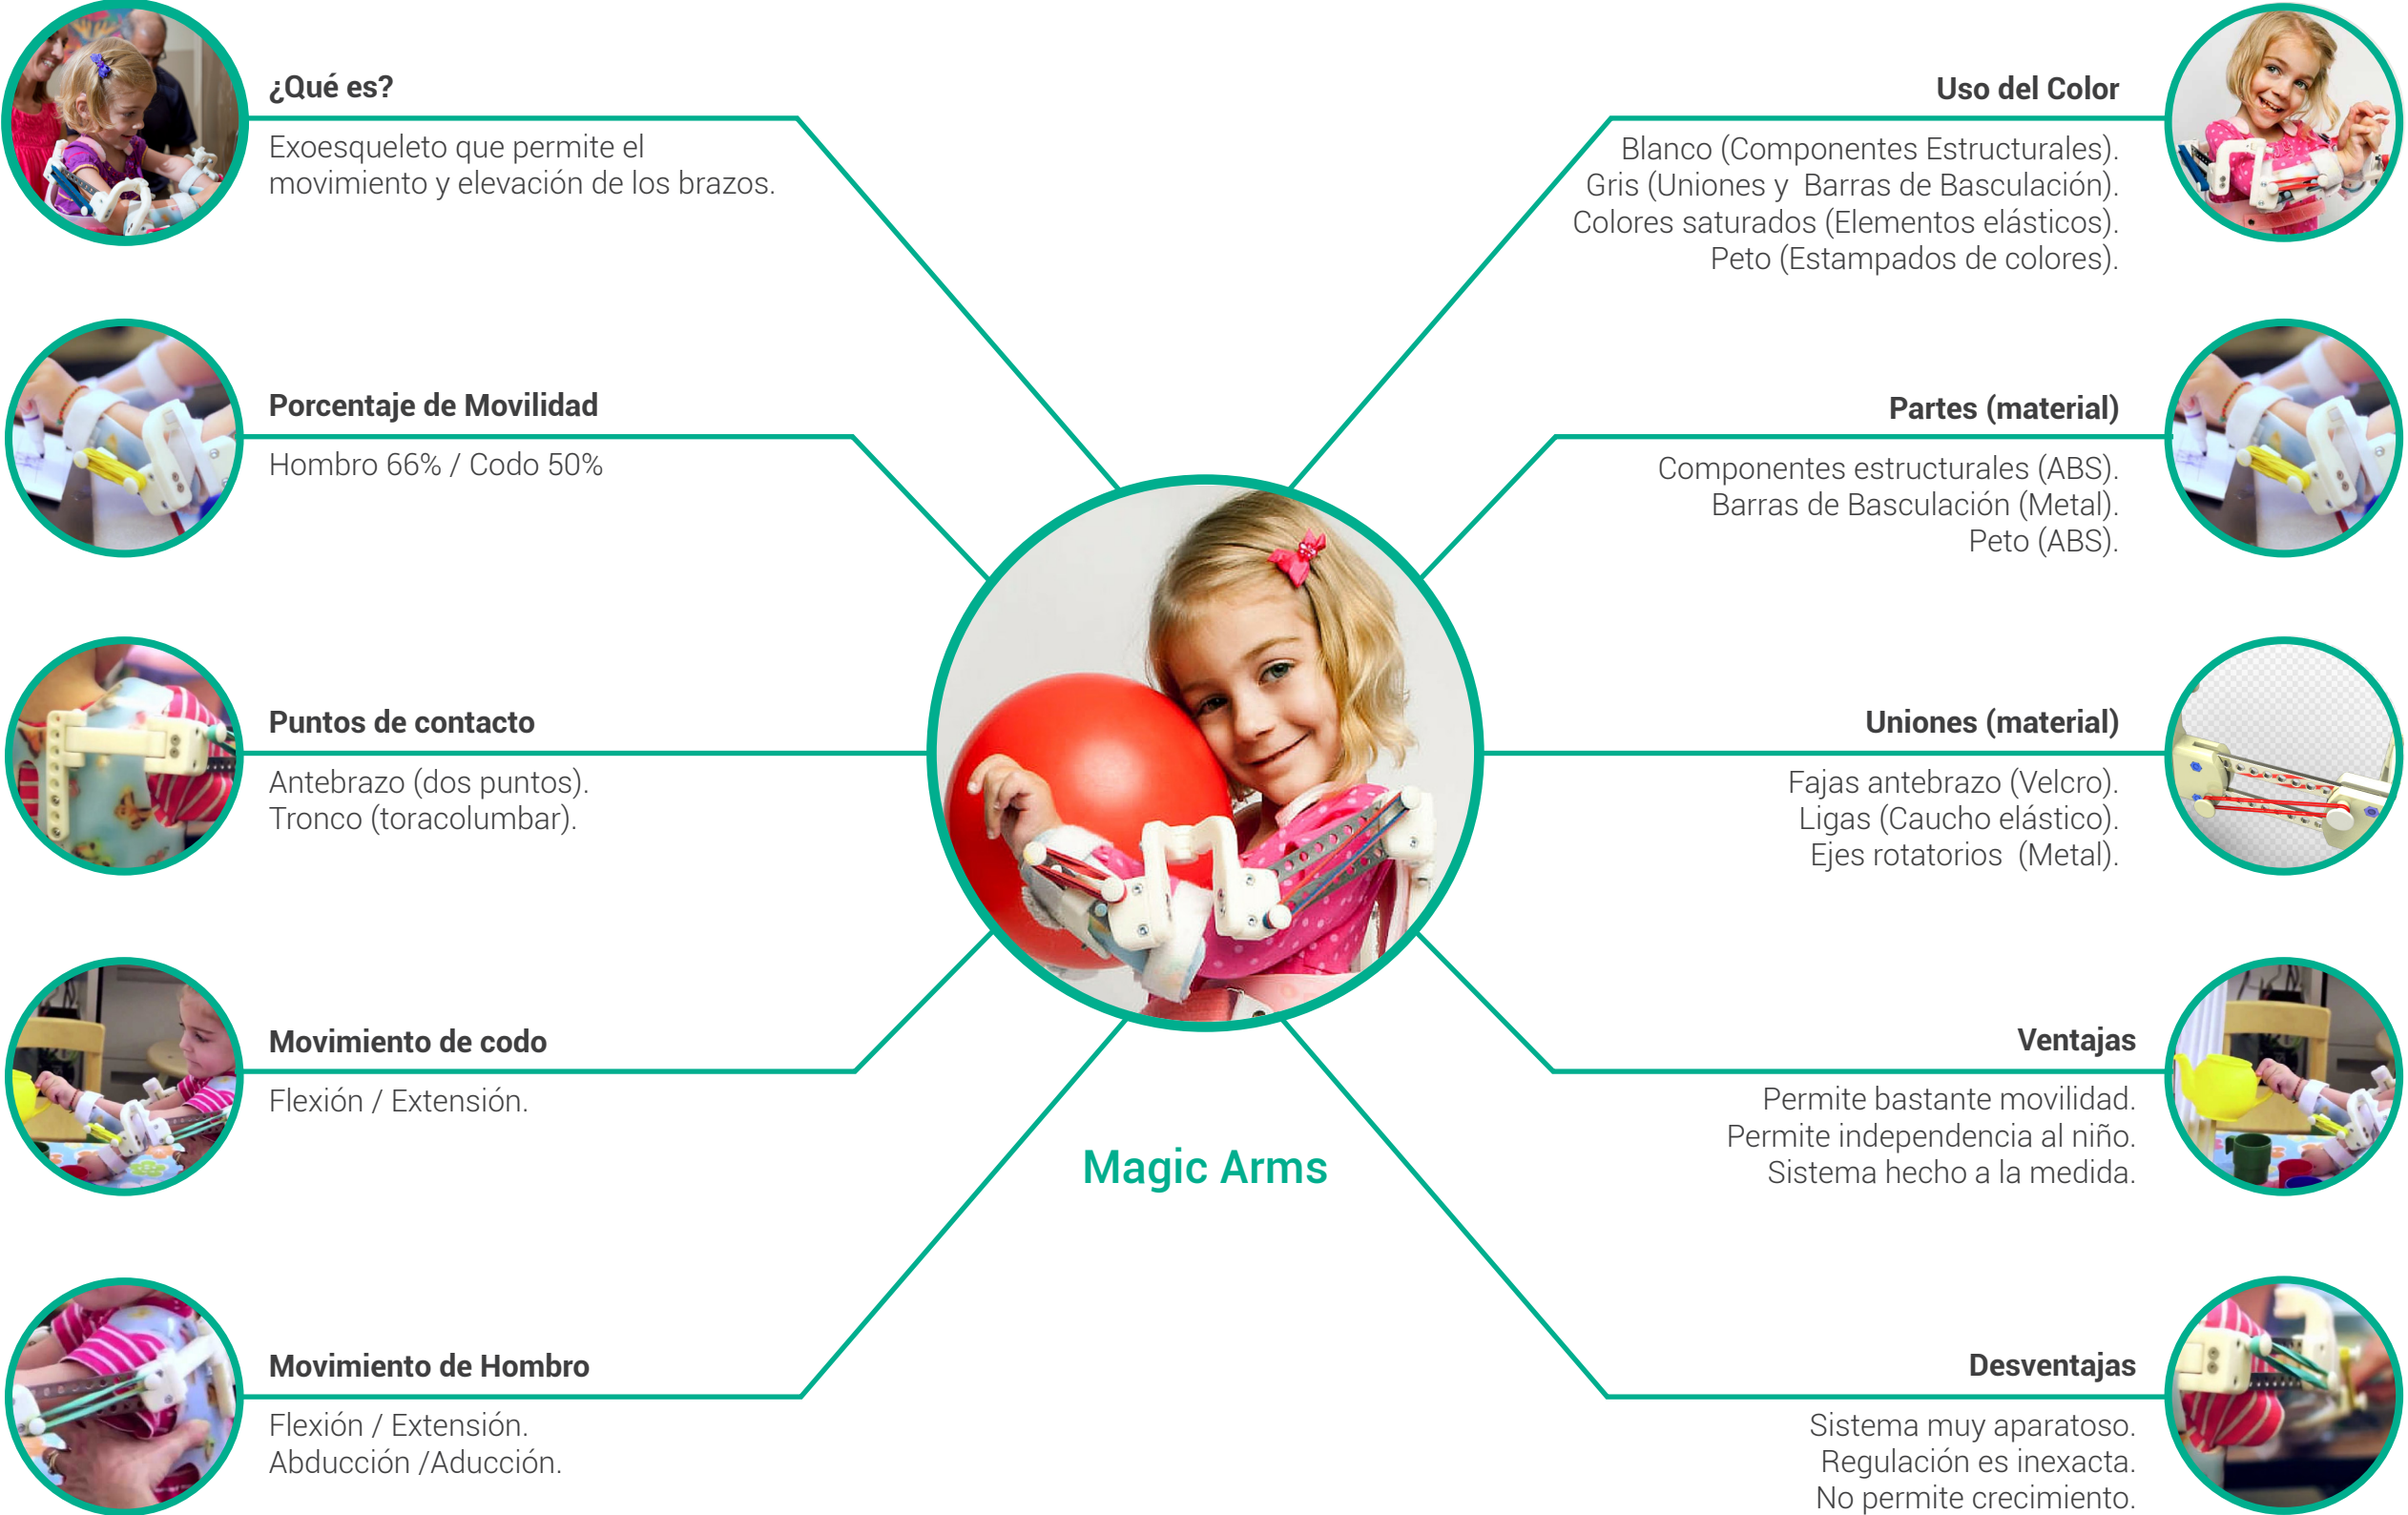 ¿Qué es?
Exoesqueleto que permite el
movimiento y elevación de los brazos.
Porcentaje de Movilidad
Hombro 66% / Codo 50%
Puntos de contacto
Antebrazo (dos puntos).
Tronco (toracolumbar).
Movimiento de codo
Flexión / Extensión.
Movimiento de Hombro
Flexión / Extensión.
Abducción /Aducción.
Magic Arms
Uso del Color
Blanco (Componentes Estructurales).
Gris (Uniones y  Barras de Basculación).
Colores saturados (Elementos elásticos).
Peto (Estampados de colores).
Partes (material)
Componentes estructurales (ABS).
Barras de Basculación (Metal).
Peto (ABS).
Uniones (material)
Fajas antebrazo (Velcro).
Ligas (Caucho elástico).
Ejes rotatorios  (Metal).
Ventajas
Permite bastante movilidad.
Permite independencia al niño.
Sistema hecho a la medida.
Desventajas
Sistema muy aparatoso.
Regulación es inexacta.
No permite crecimiento.